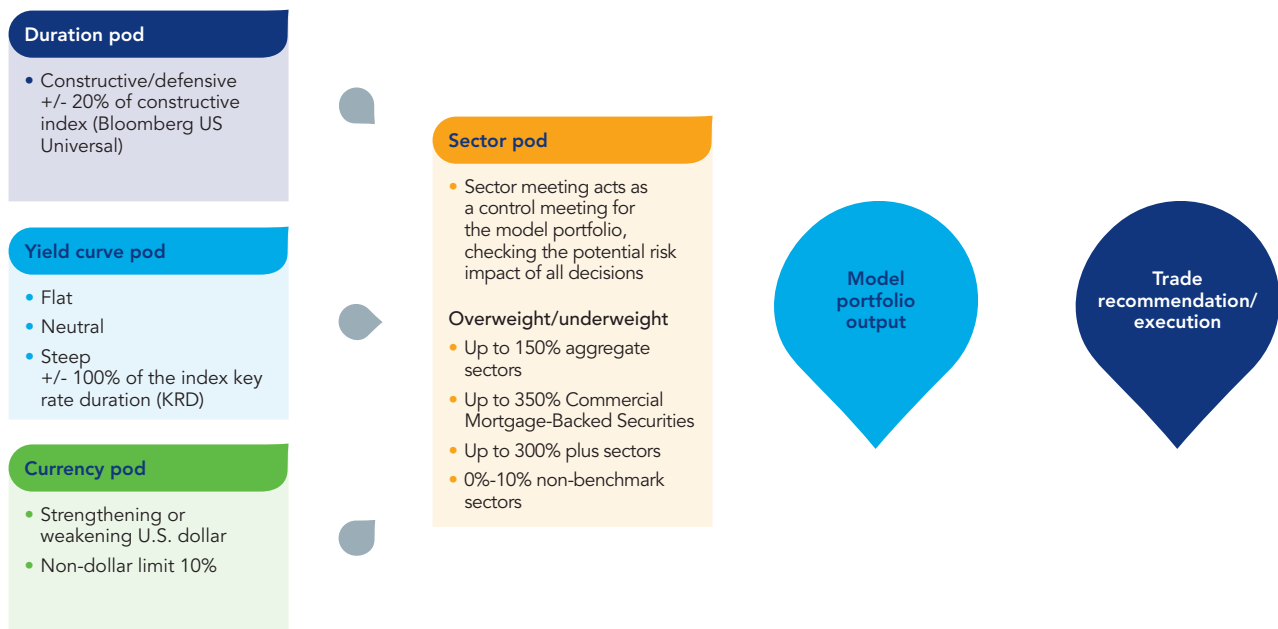 Duration pod
• Constructive/defensive
+/- 20% of constructive
index (Bloomberg US
Universal)
Yield curve pod
• Flat
• Neutral
• Steep
+/- 100% of the index key
rate duration (KRD)
Currency pod
• Strengthening or
weakening U.S. dollar
• Non-dollar limit 10%
Sector pod
• Sector meeting acts as
a control meeting for
the model portfolio,
checking the potential risk
impact of all decisions
Overweight/underweight
• Up to 150% aggregate
sectors
• Up to 350% Commercial
Mortgage-Backed Securities
• Up to 300% plus sectors
• 0%-10% non-benchmark
sectors
Model
portfolio
output
Trade
recommendation/
execution